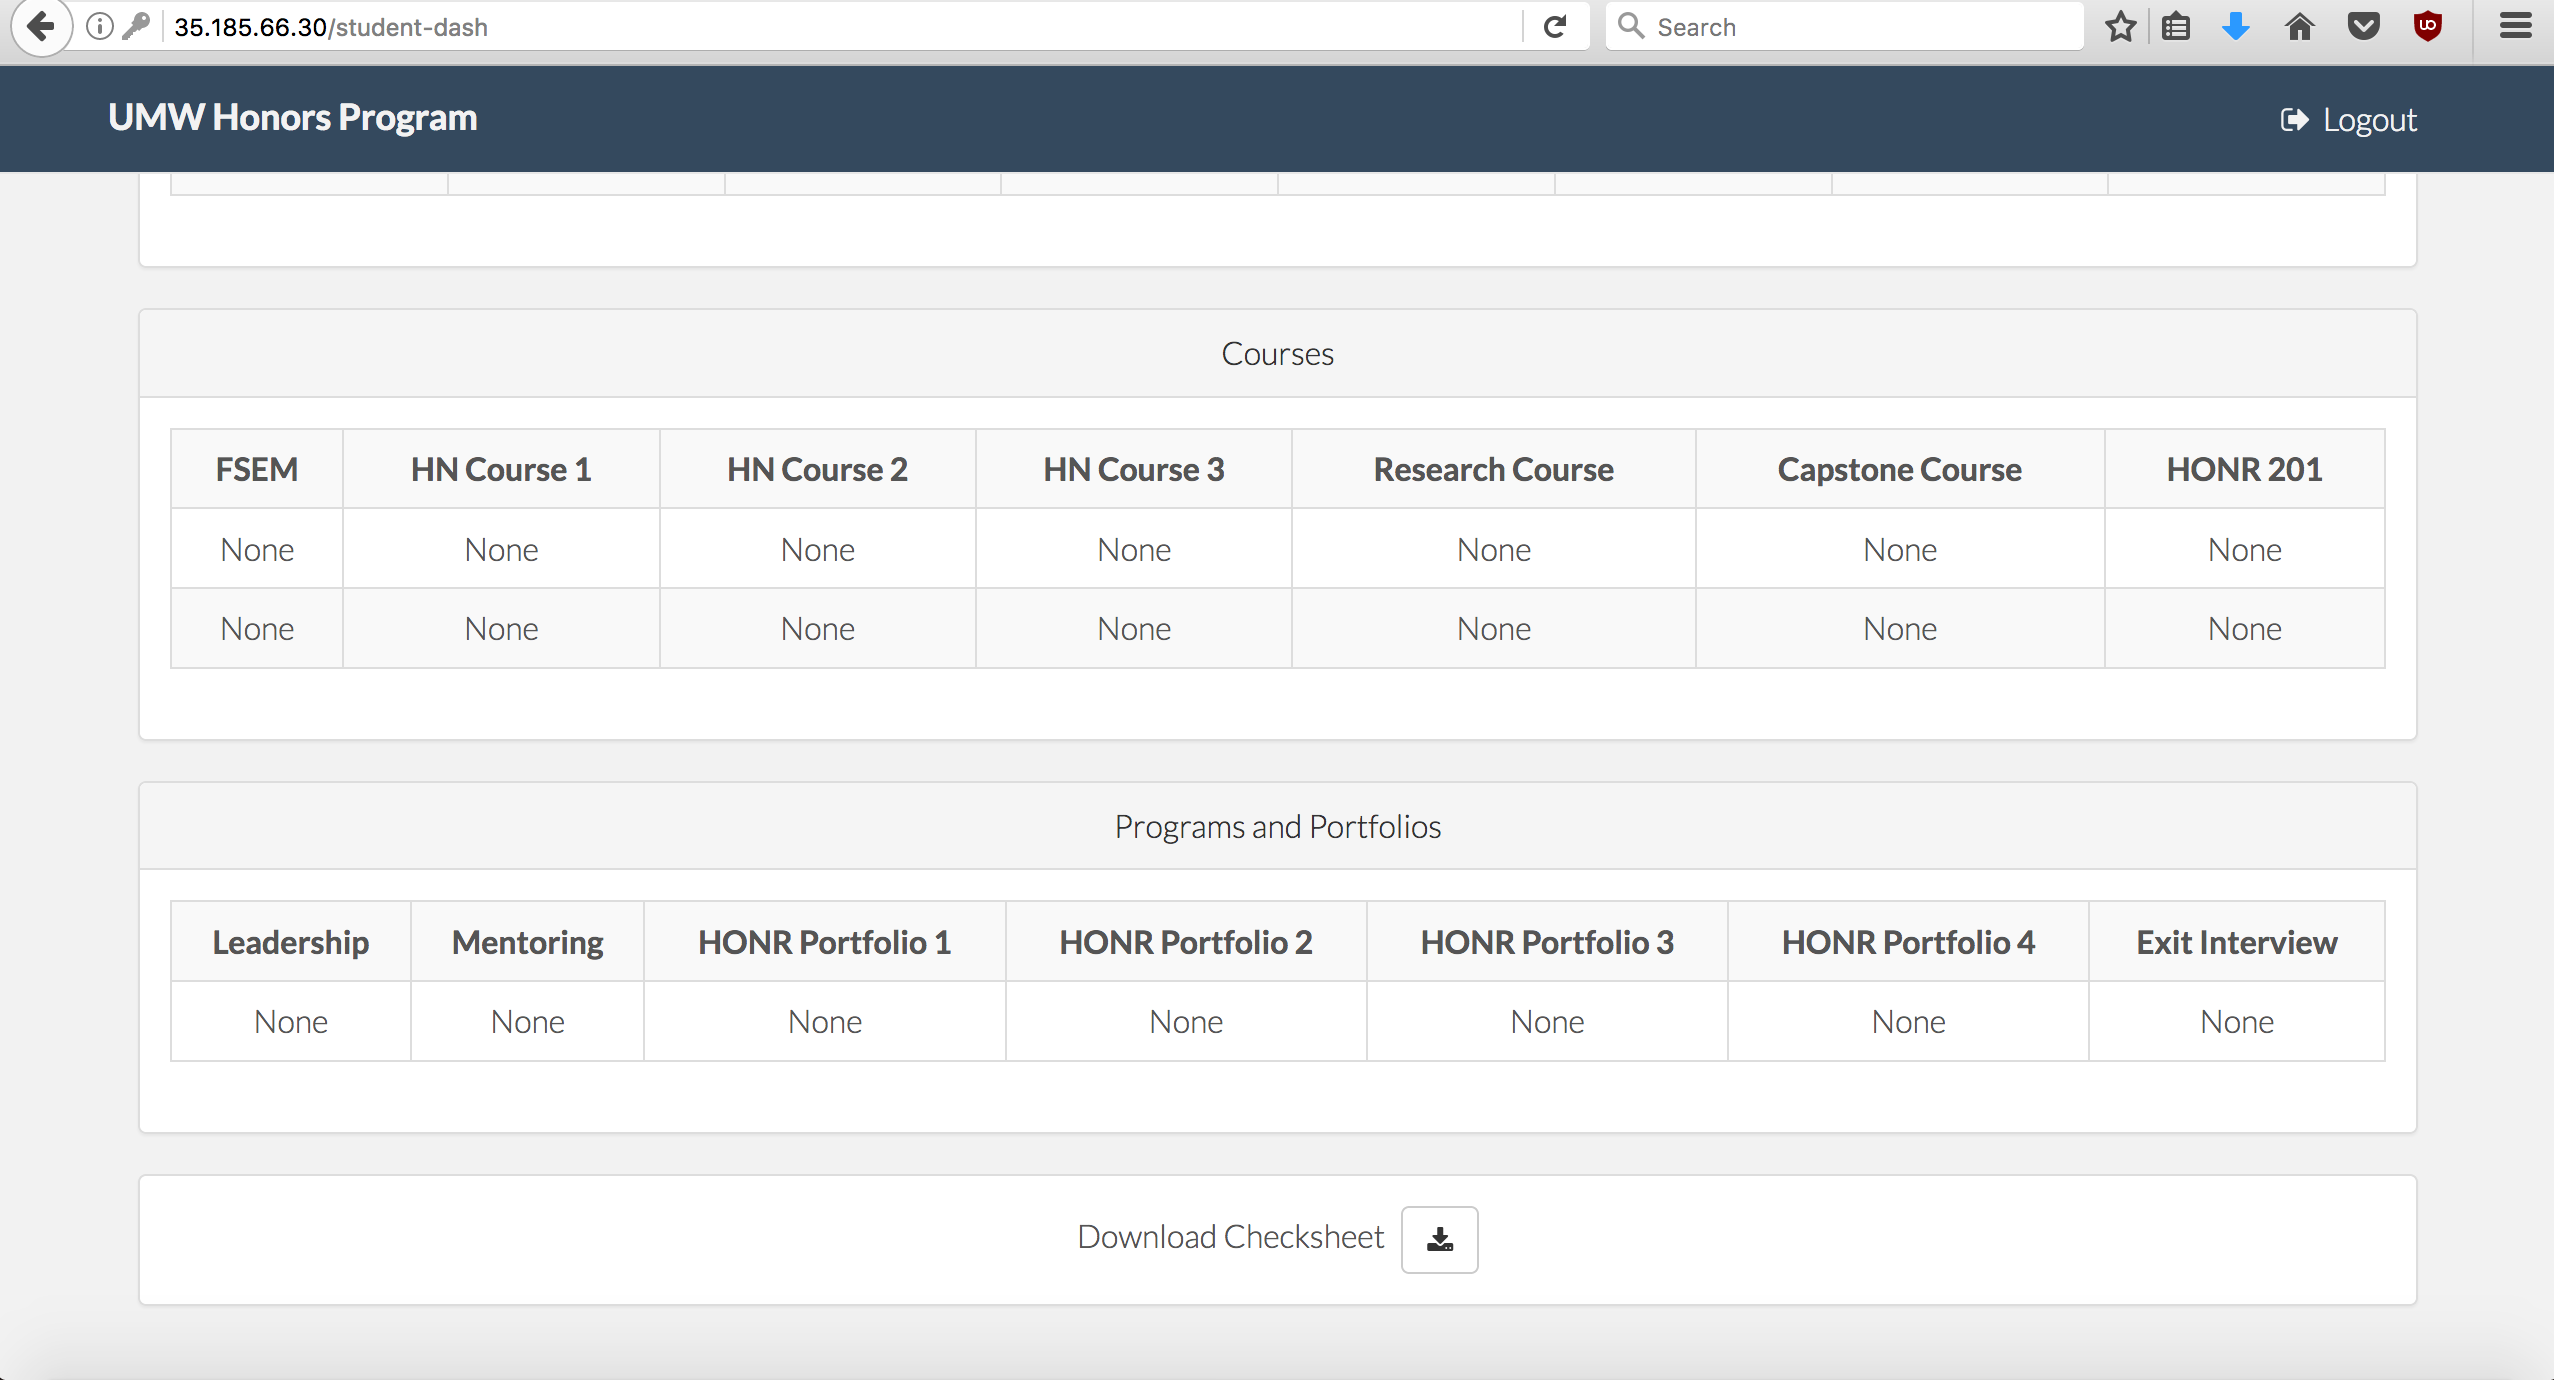 35.185.66.30/student-dash
Search
UMW Honors Program
Logout
Courses
FSEM HN Course 1 HN Course 2 HN Course 3 Research Course Capstone Course HONR 201
None None None None None None None
None None None None None None None
Programs and Portfolios
Leadership Mentoring HONR Portfolio 1 HONR Portfolio 2 HONR Portfolio 3 HONR Portfolio 4 Exit Interview
None None None None None None None
Download Checksheet